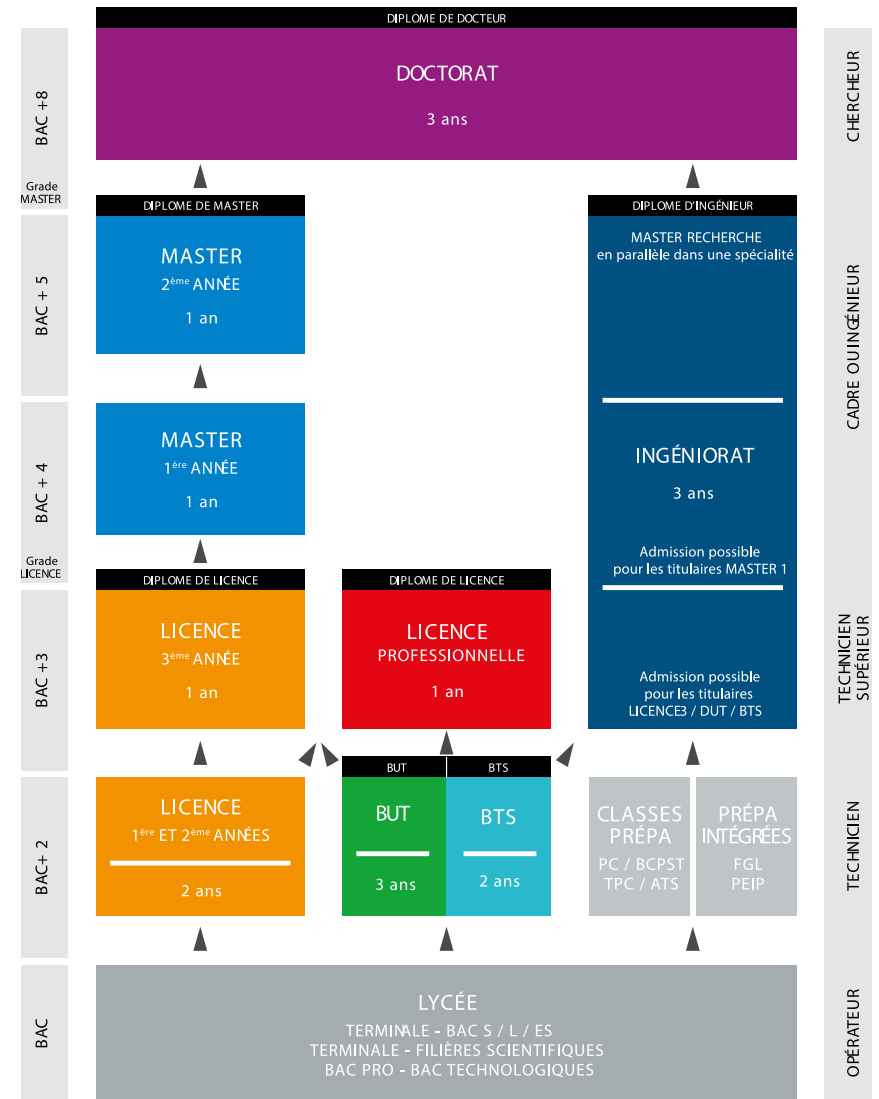 DIPLOME DE DOCTEUR
DOCTORAT
3 ans
BAC +8
CHERCHEUR
Grade
MASTER
DIPLOME DE MASTER
DIPLOME D'INGÉNIEUR
MASTER
2ème ANNÉE
1 an
MASTER RECHERCHE
en parallèle dans une spécialité
BAC + 5
CADRE OU INGÉNIEUR
MASTER
1ère ANNÉE
1 an
INGÉNIORAT
3 ans
Admission possible
pour les titulaires MASTER 1
BAC + 4
Grade
LICENCE
DIPLOME DE LICENCE
DIPLOME DE LICENCE
LICENCE
3ème ANNÉE
1 an
LICENCE
PROFESSIONNELLE
1 an
Admission possible
pour les titulaires
LICENCE3 / DUT / BTS
BAC +3
TECHNICIEN
SUPÉRIEUR
BUT
BTS
LICENCE
1ère ET 2ème ANNÉES
2 ans
BUT
3 ans
BTS
2 ans
CLASSES
PRÉPA
PC / BCPST
TPC / ATS
PRÉPA
INTÉGRÉES
FGL
PEIP
BAC+ 2
TECHNICIEN
LYCÉE
TERMINALE - BAC S / L / ES
TERMINALE - FILIÈRES SCIENTIFIQUES
BAC PRO - BAC TECHNOLOGIQUES
BAC
OPÉRATEUR